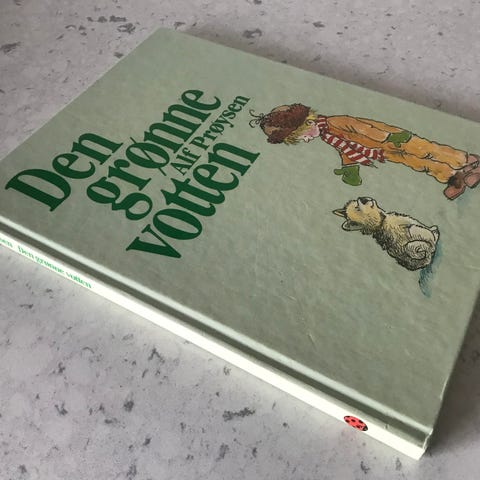 Den
grønne
Alf Prøysen
votten
Den grønne votten